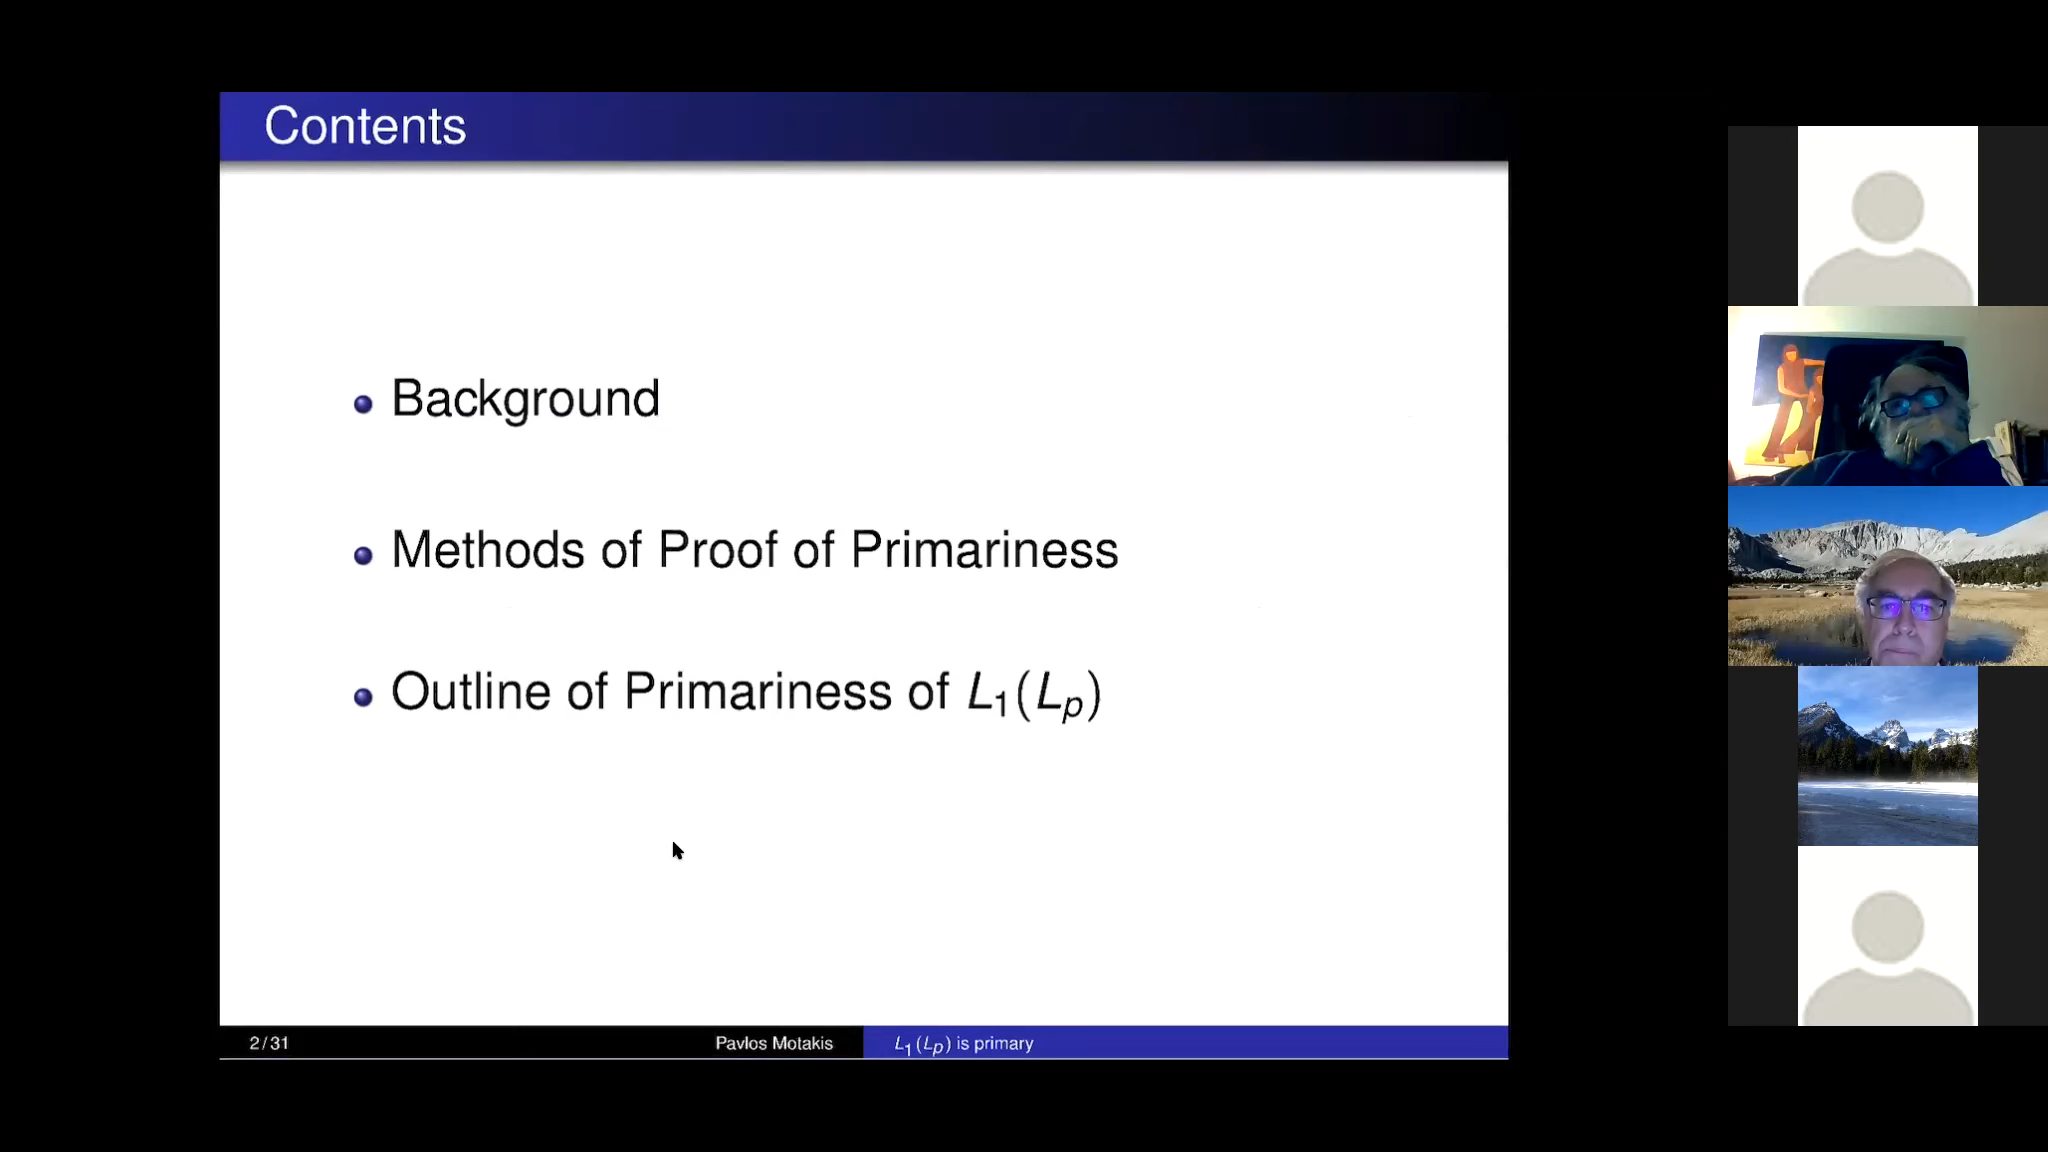 Contents
Background
Methods of Proof of Primariness
Outline of Primariness of L₁(Lₚ)
2 / 31 Pavlos Motakis L₁(Lₚ) is primary